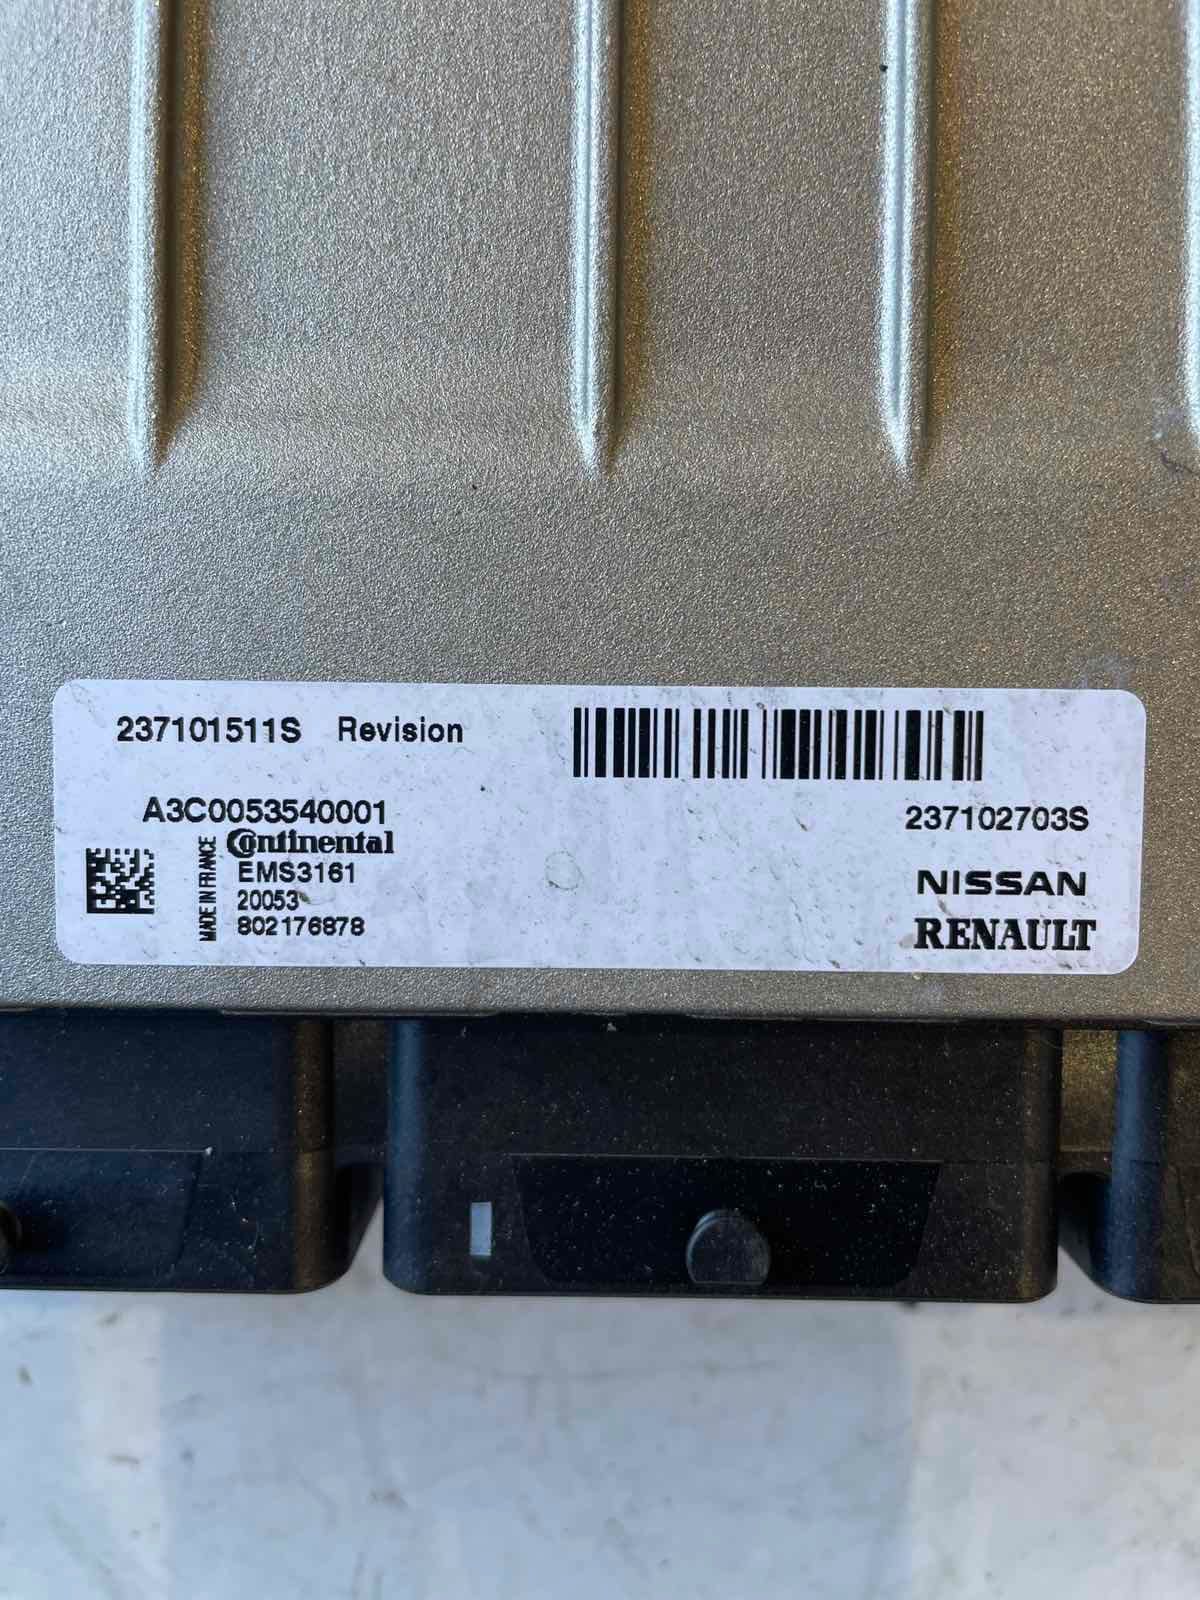 237101511S Revision
A3C0053540001
237102703S
MADE IN FRANCE
Continental
EMS3161
20053
802176878
NISSAN
RENAULT